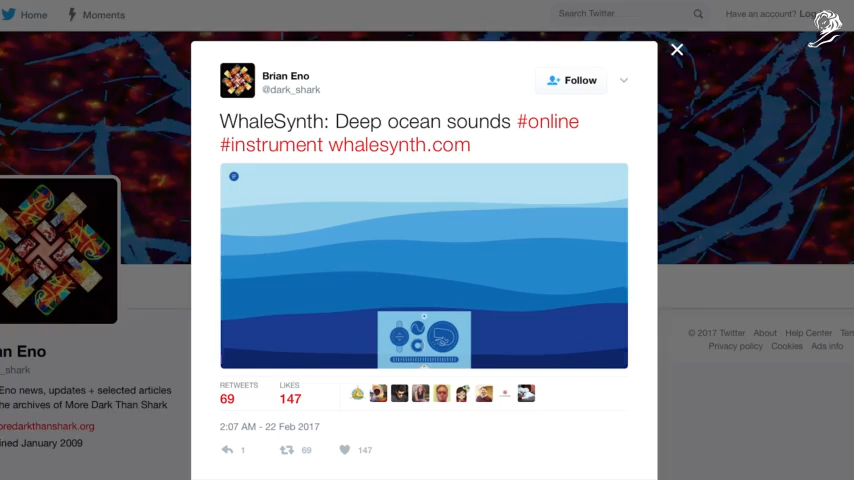 Home
Moments
Search Twitter
Have an account?
Brian Eno
@dark_shark
Follow
WhaleSynth: Deep ocean sounds #online
#instrument whalesynth.com
RETWEETS
69
LIKES
147
2:07 AM - 22 Feb 2017
1
69
147
an Eno
_shark
Eno news, updates + selected articles
he archives of More Dark Than Shark
oredarkthanshark.org
ined January 2009
© 2017 Twitter About Help Center Ter
Privacy policy Cookies Ads info